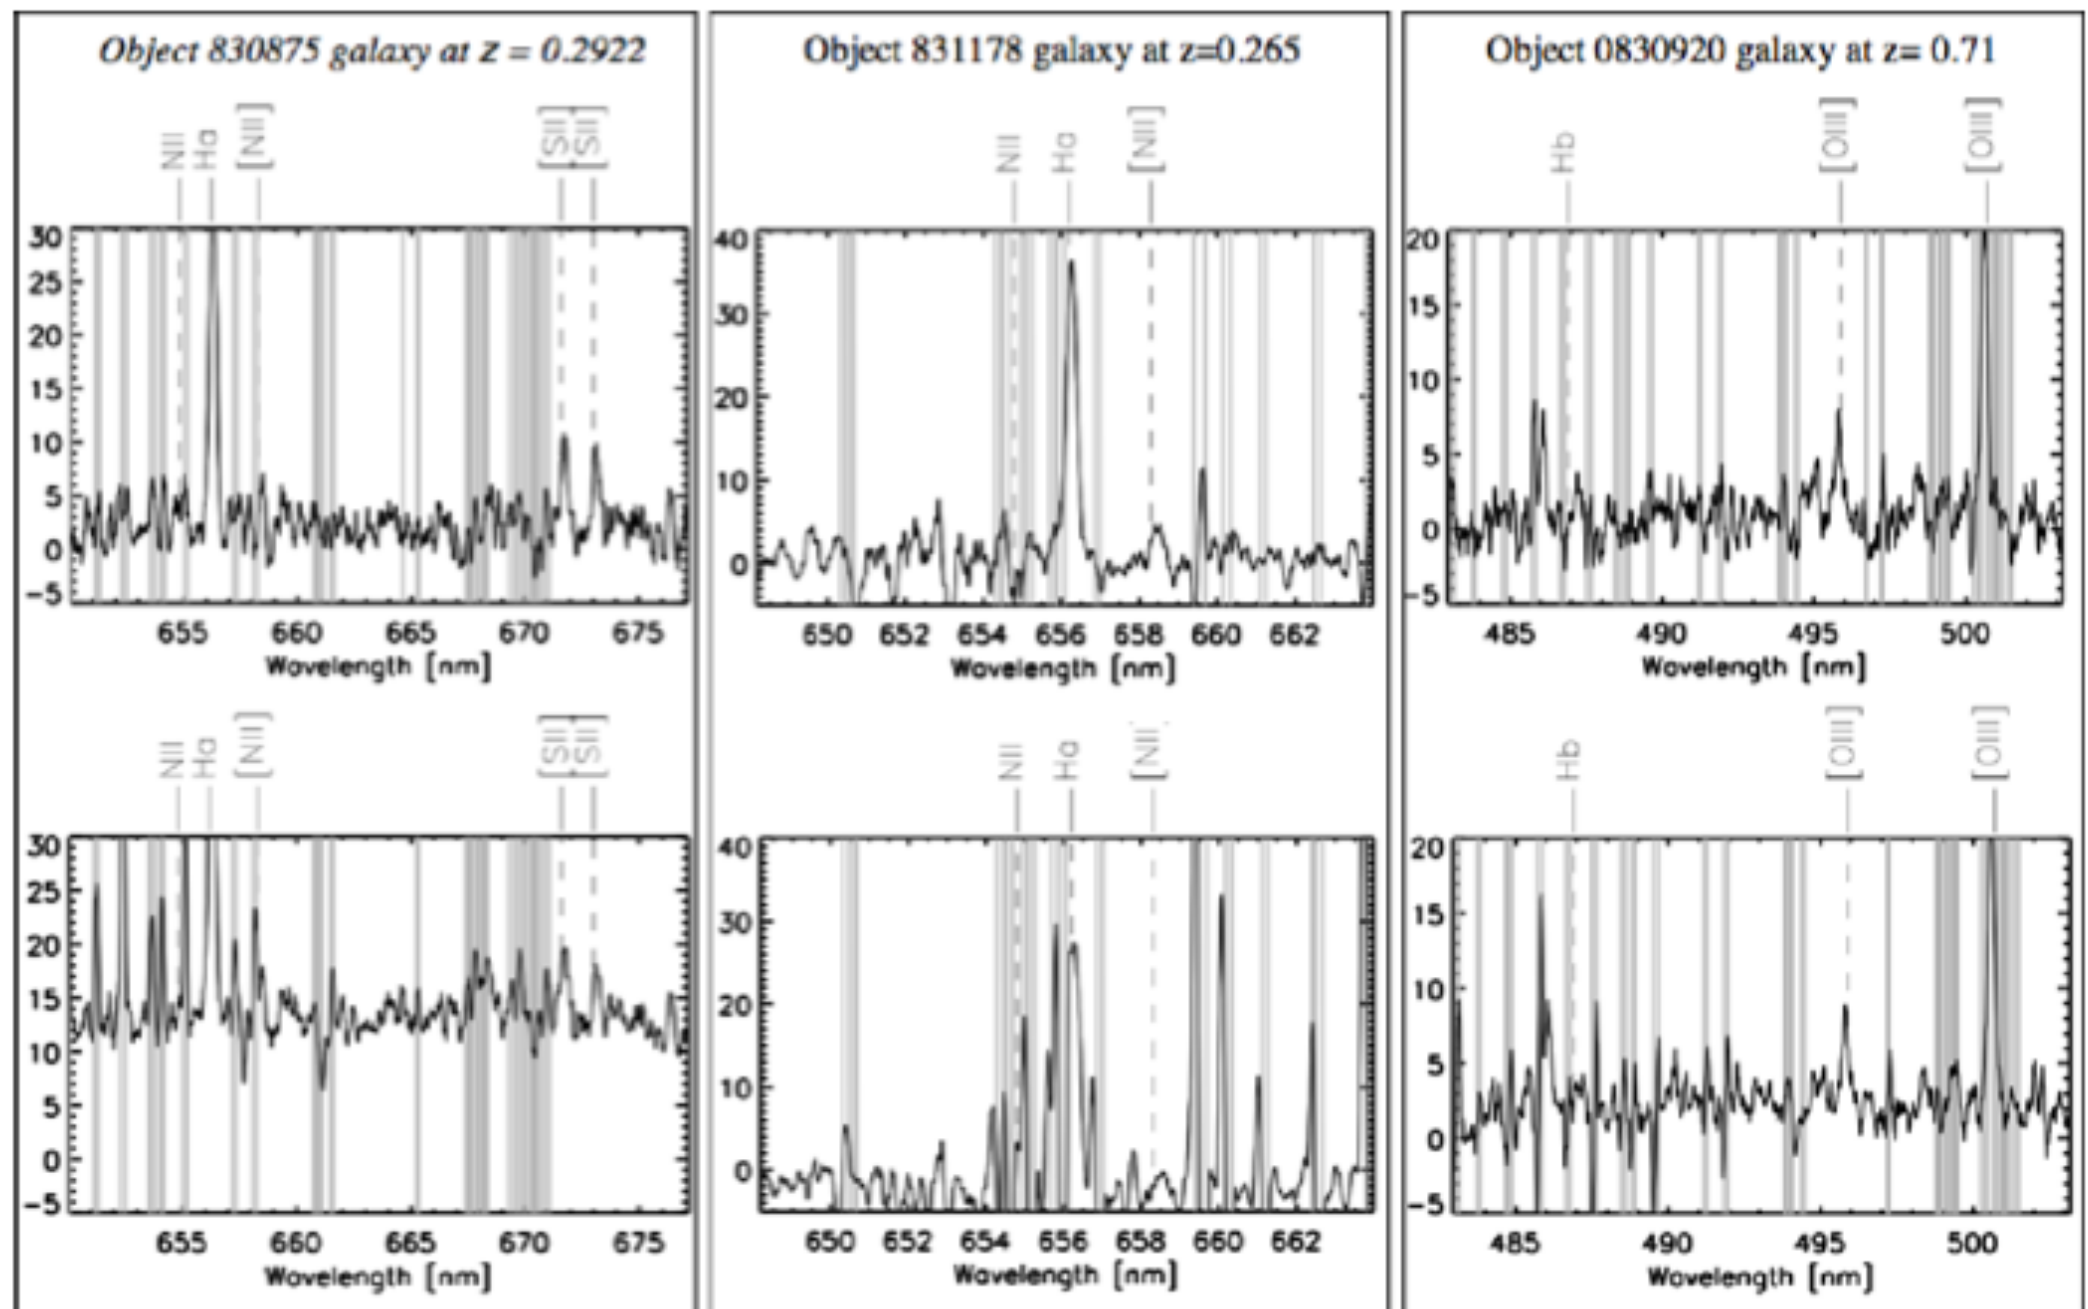 Object 830875 galaxy at z = 0.2922
NII Ha [NII] [SII] [SII]
30
25
20
15
10
5
0
-5
655 660 665 670 675
Wavelength [nm]
NII Ha [NII] [SII] [SII]
30
25
20
15
10
5
0
-5
655 660 665 670 675
Wavelength [nm]
Object 831178 galaxy at z=0.265
NII Ha [NII]
40
30
20
10
0
650 652 654 656 658 660 662
Wavelength [nm]
NII Ha [NII]
40
30
20
10
0
650 652 654 656 658 660 662
Wavelength [nm]
Object 0830920 galaxy at z= 0.71
Hb [OIII] [OIII]
20
15
10
5
0
-5
485 490 495 500
Wavelength [nm]
Hb [OIII] [OIII]
20
15
10
5
0
-5
485 490 495 500
Wavelength [nm]